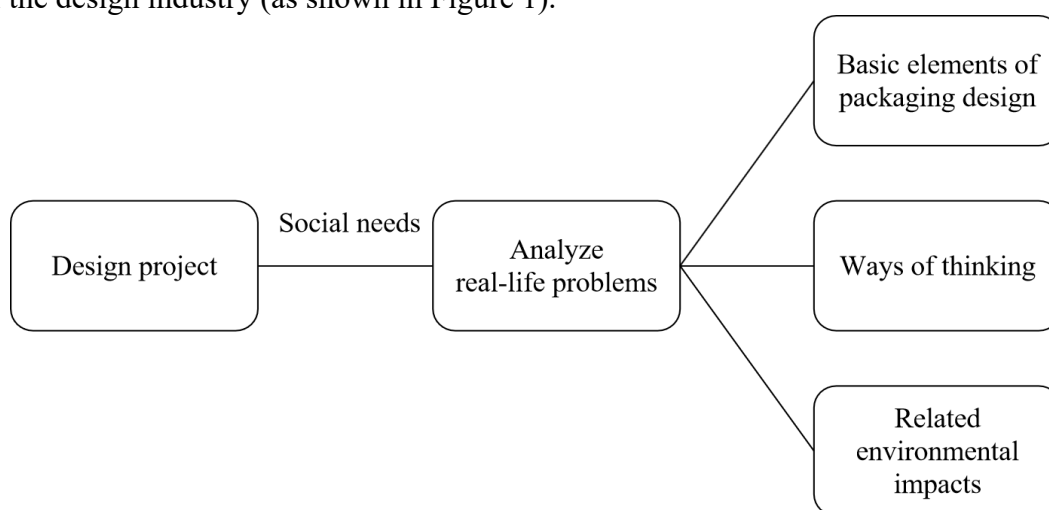 the design industry (as shown in Figure 1).
Basic elements of
packaging design
Social needs
Design project
Analyze
real-life problems
Ways of thinking
Related
environmental
impacts